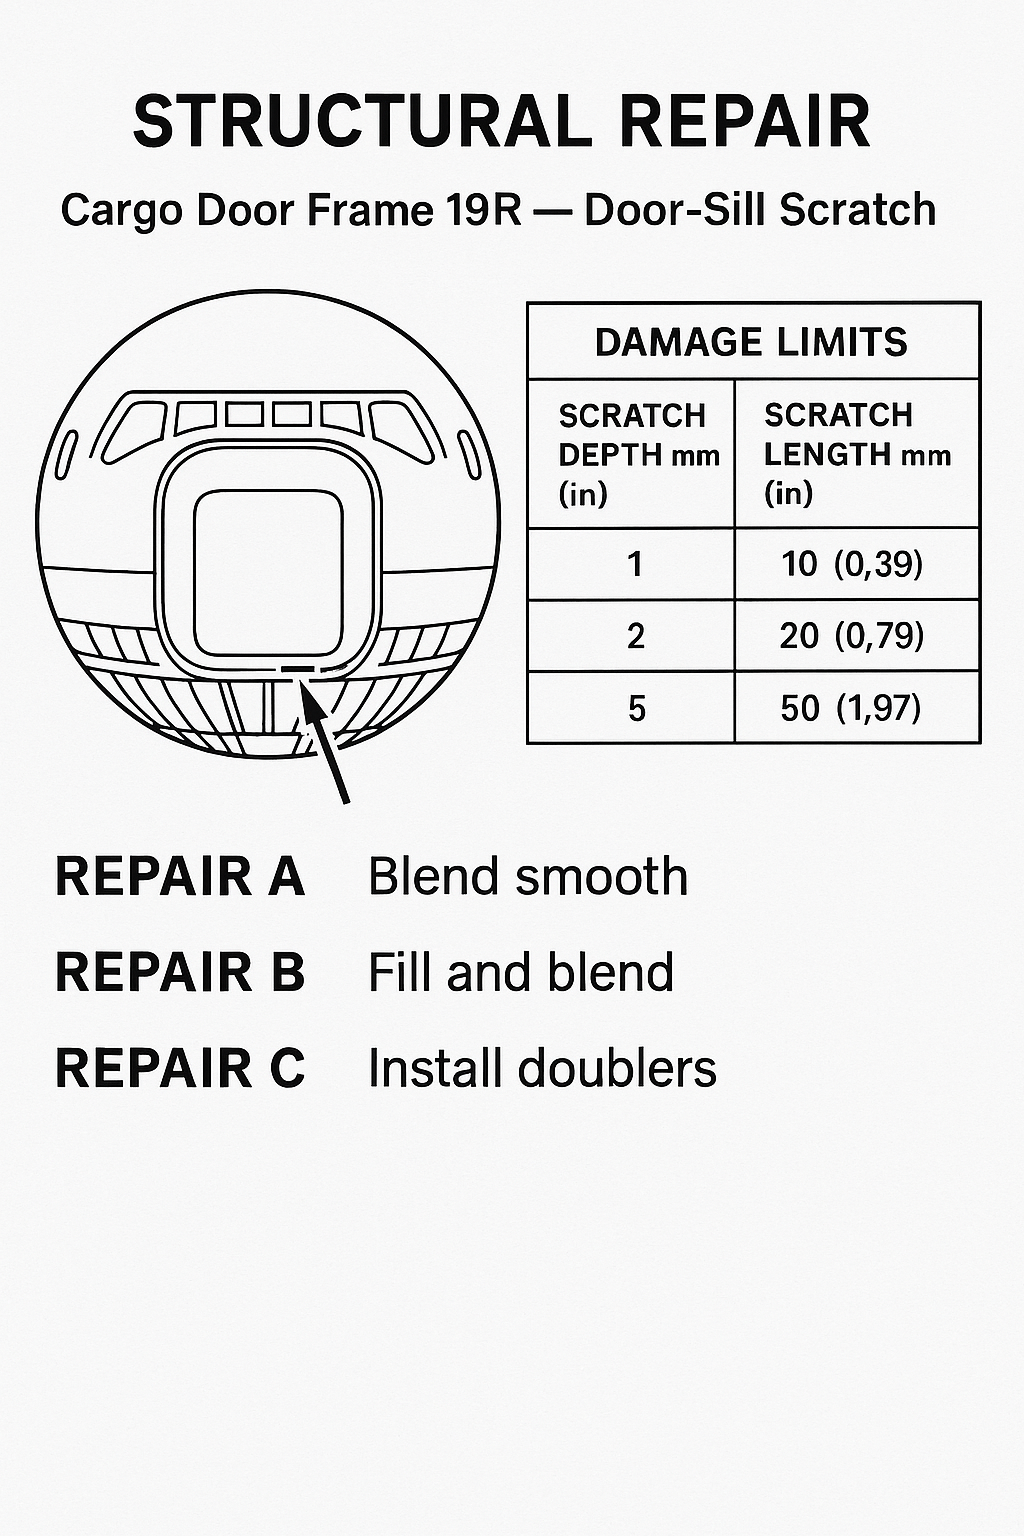 STRUCTURAL REPAIR
Cargo Door Frame 19R — Door-Sill Scratch
DAMAGE LIMITS
SCRATCH DEPTH mm (in) SCRATCH LENGTH mm (in)
1 10 (0,39)
2 20 (0,79)
5 50 (1,97)
REPAIR A Blend smooth
REPAIR B Fill and blend
REPAIR C Install doublers